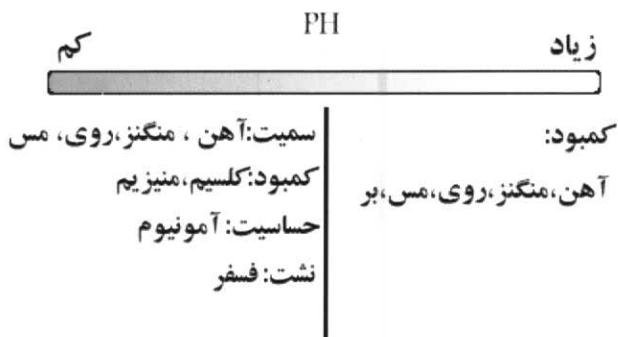 PH
زیاد
کم
کمبود:
آهن،منگنز،روی،مس،بر
سمیت:آهن ، منگنز،روی، مس
کمبود:کلسیم،منیزیم
حساسیت: آمونیوم
نشت: فسفر